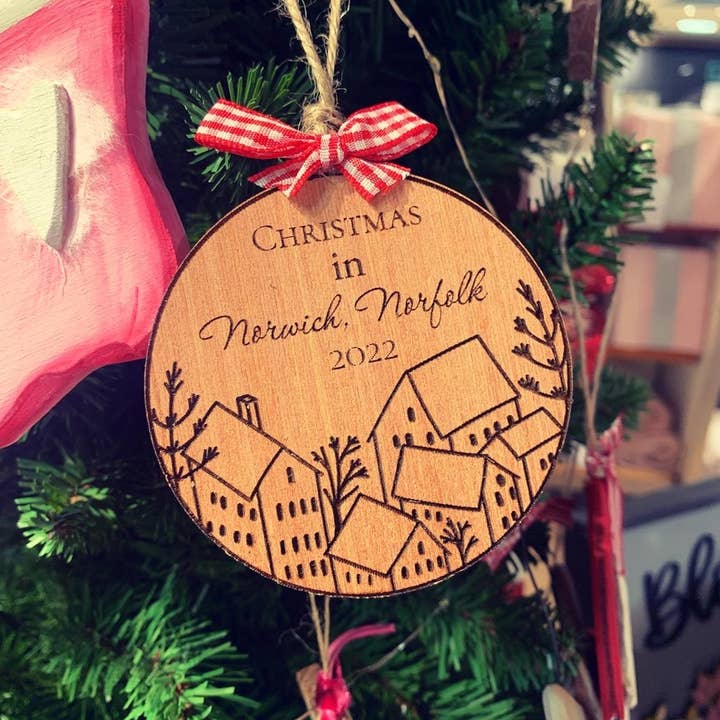 CHRISTMAS
in
Norwich, Norfolk
2022